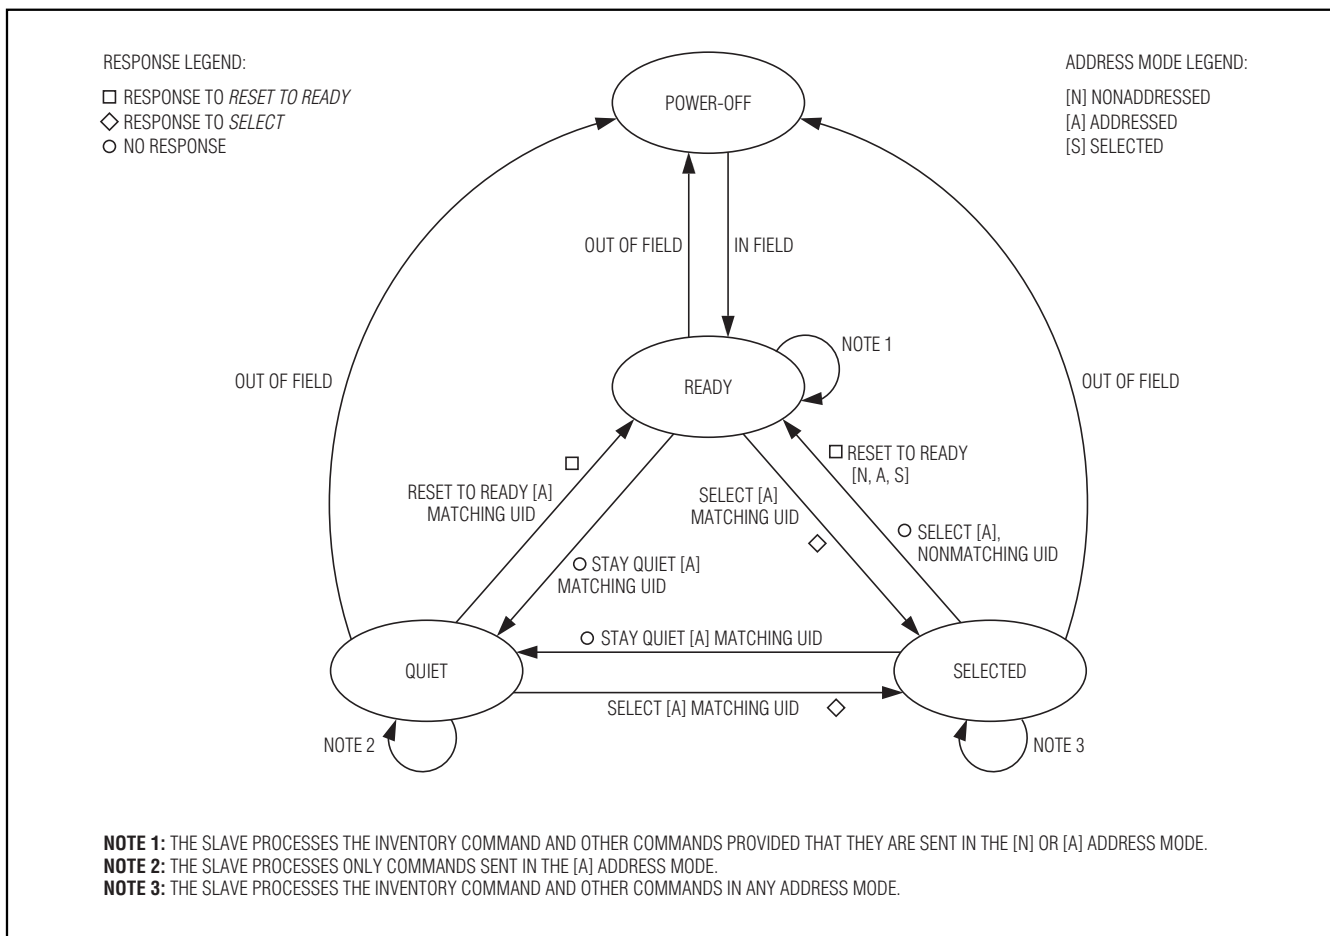 RESPONSE LEGEND:
RESPONSE TO RESET TO READY
RESPONSE TO SELECT
NO RESPONSE
ADDRESS MODE LEGEND:
[N] NONADDRESSED
[A] ADDRESSED
[S] SELECTED
POWER-OFF
OUT OF FIELD
IN FIELD
NOTE 1
OUT OF FIELD
READY
OUT OF FIELD
RESET TO READY [A]
MATCHING UID
SELECT [A]
MATCHING UID
RESET TO READY
[N, A, S]
SELECT [A],
NONMATCHING UID
STAY QUIET [A]
MATCHING UID
STAY QUIET [A] MATCHING UID
QUIET
SELECTED
SELECT [A] MATCHING UID
NOTE 2
NOTE 3
NOTE 1: THE SLAVE PROCESSES THE INVENTORY COMMAND AND OTHER COMMANDS PROVIDED THAT THEY ARE SENT IN THE [N] OR [A] ADDRESS MODE.
NOTE 2: THE SLAVE PROCESSES ONLY COMMANDS SENT IN THE [A] ADDRESS MODE.
NOTE 3: THE SLAVE PROCESSES THE INVENTORY COMMAND AND OTHER COMMANDS IN ANY ADDRESS MODE.